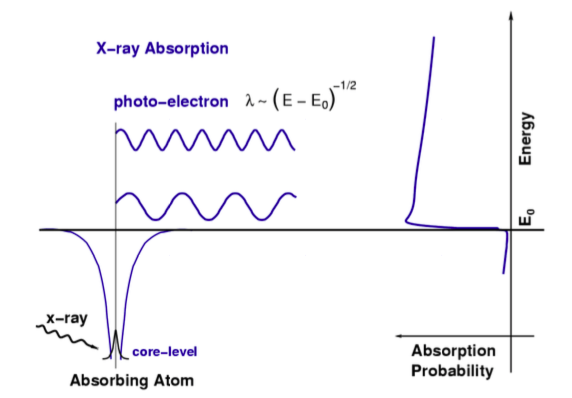 X-ray Absorption
photo-electron λ ~ (E - E₀)^-1/2
Energy
E₀
x-ray
core-level
Absorbing Atom
Absorption
Probability